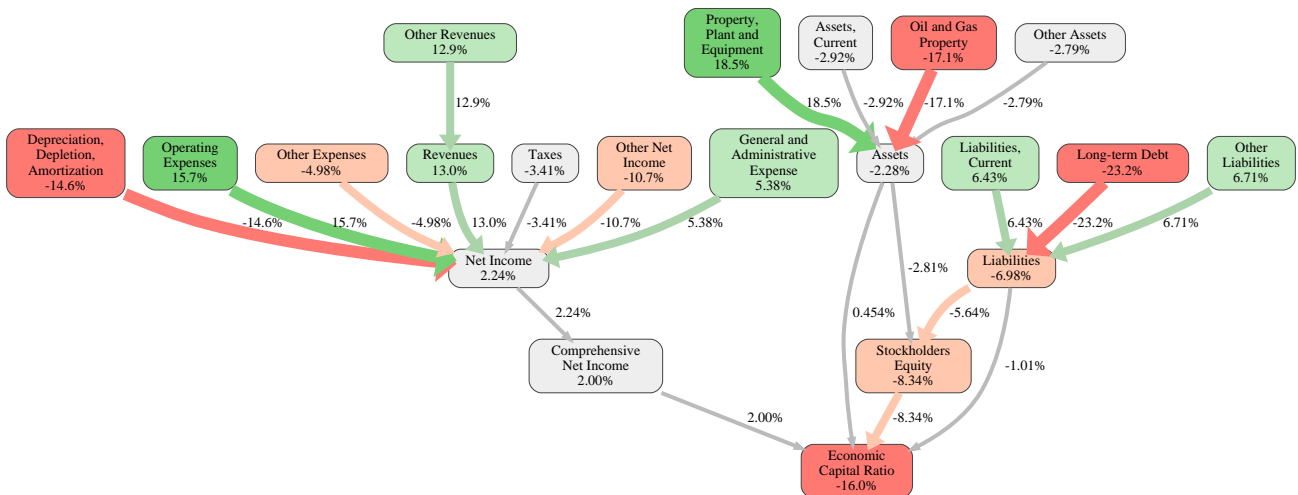 Other Revenues
12.9%
Property,
Plant and
Equipment
18.5%
Assets,
Current
-2.92%
Oil and Gas
Property
-17.1%
Other Assets
-2.79%
12.9%
18.5%
-2.92%
-17.1%
-2.79%
Depreciation,
Depletion,
Amortization
-14.6%
Operating
Expenses
15.7%
Other Expenses
-4.98%
Revenues
13.0%
Taxes
-3.41%
Other Net
Income
-10.7%
General and
Administrative
Expense
5.38%
Assets
-2.28%
Liabilities,
Current
6.43%
Long-term Debt
-23.2%
Other
Liabilities
6.71%
-14.6%
15.7%
-4.98%
13.0%
-3.41%
-10.7%
5.38%
6.43%
-23.2%
6.71%
Net Income
2.24%
-2.81%
Liabilities
-6.98%
2.24%
0.454%
-5.64%
Comprehensive
Net Income
2.00%
Stockholders
Equity
-8.34%
-1.01%
2.00%
-8.34%
Economic
Capital Ratio
-16.0%